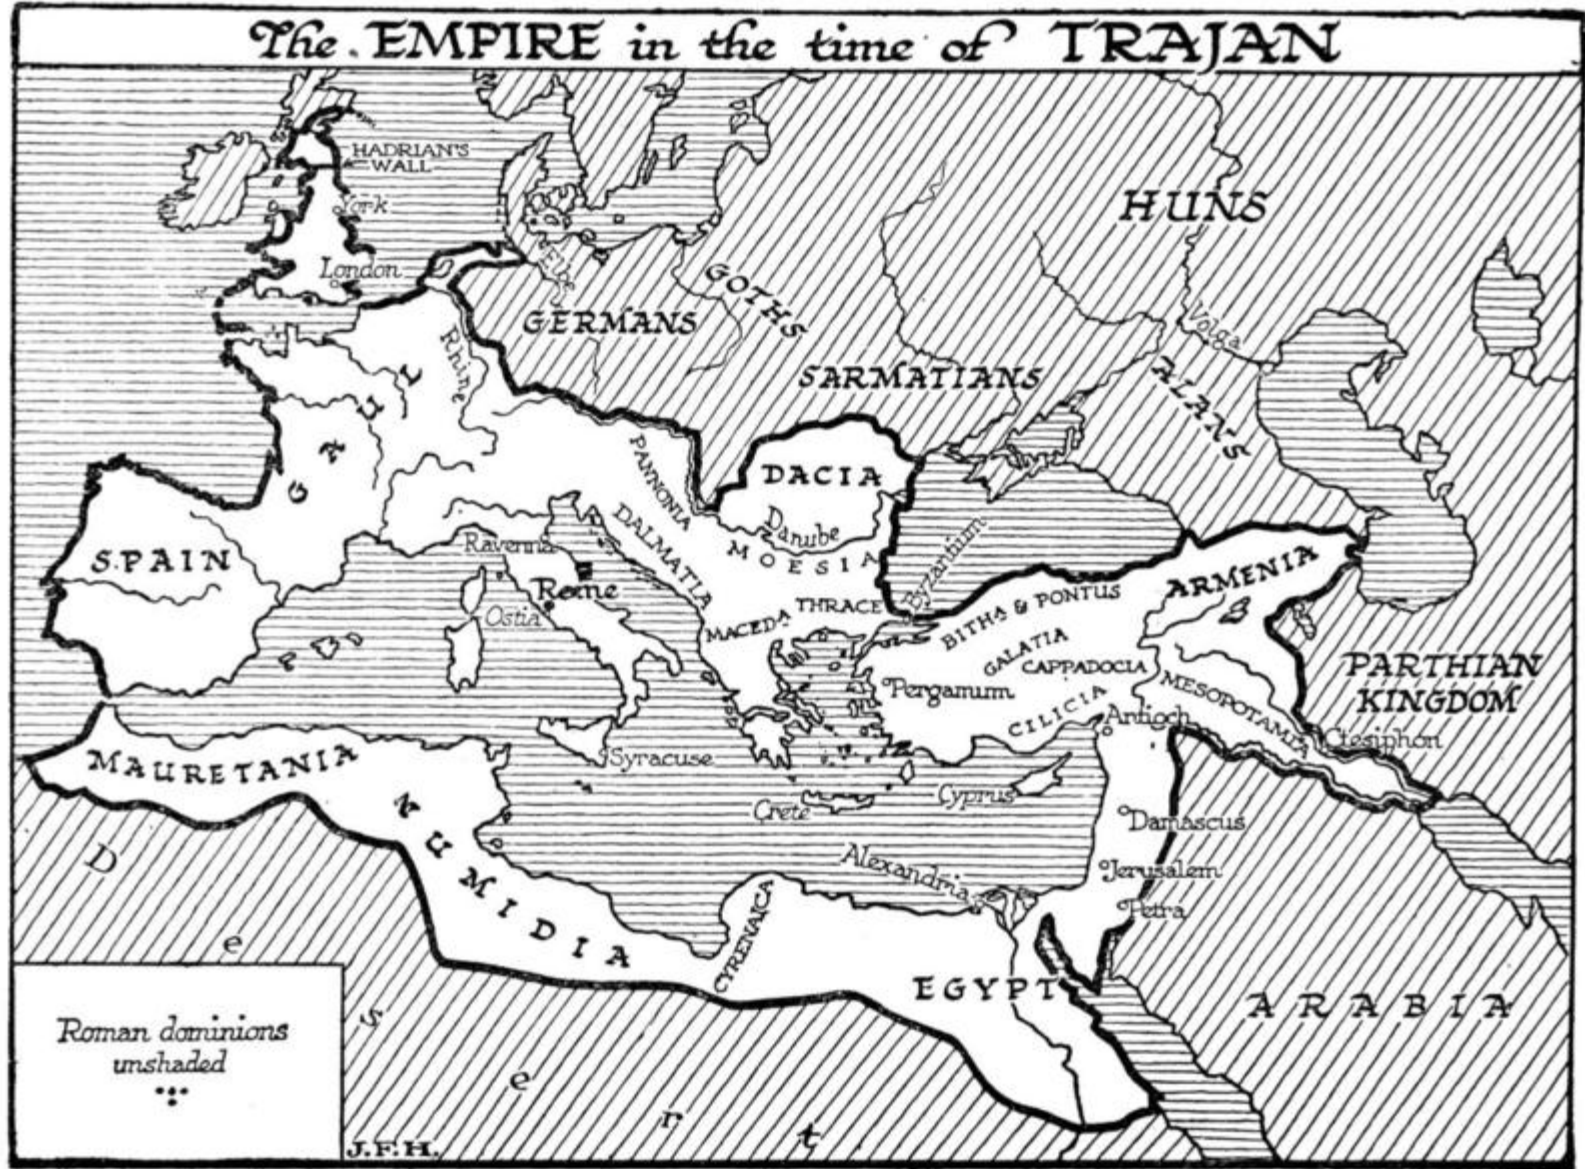 The EMPIRE in the time of TRAJAN
HADRIAN'S
WALL
York
London
Elbe
GERMANS
GOTHS
HUNS
Volga
SARMATIANS
ALANS
Rhine
GAUL
PANNONIA
DACIA
Danube
DALMATIA
MOESIA
SPAIN
Ravenna
Rome
Ostia
Byzantium
THRACE
MACEDA
BITHA & PONTUS
GALATIA
CAPPADOCIA
ARMENIA
PARTHIAN
KINGDOM
Pergamum
CILICIA
MESOPOTAMIA
Antioch
Ctesiphon
MAURETANIA
Syracuse
Crete
Cyprus
NUMIDIA
Damascus
Alexandria
Jerusalem
Petra
CYRENAICA
EGYPT
ARABIA
Desert
Roman dominions
unshaded
J.F.H.